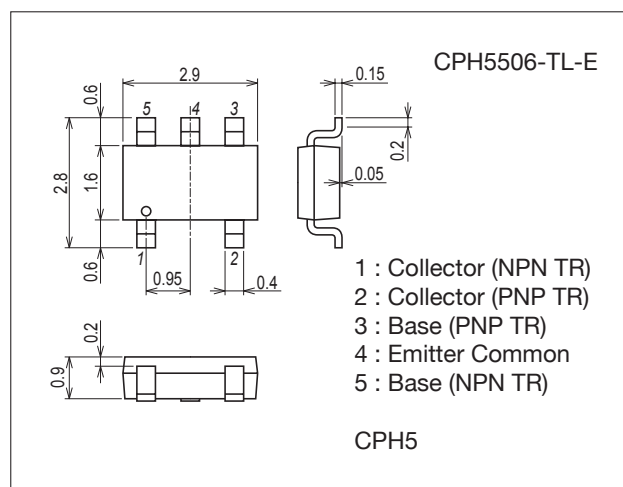 CPH5506-TL-E
2.9
0.15
0.6
5 4 3
0.2
2.8
1.6
0.05
0.6
1 2
0.95
0.4
1 : Collector (NPN TR)
2 : Collector (PNP TR)
3 : Base (PNP TR)
4 : Emitter Common
5 : Base (NPN TR)
0.2
0.9
CPH5